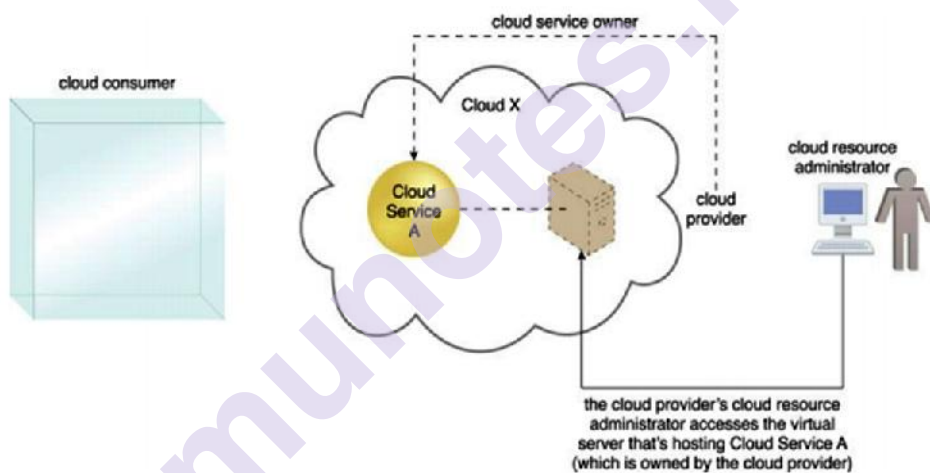 cloud service owner
cloud consumer
Cloud X
cloud resource
administrator
Cloud
Service
A
cloud
provider
the cloud provider's cloud resource
administrator accesses the virtual
server that's hosting Cloud Service A
(which is owned by the cloud provider)
munotes.